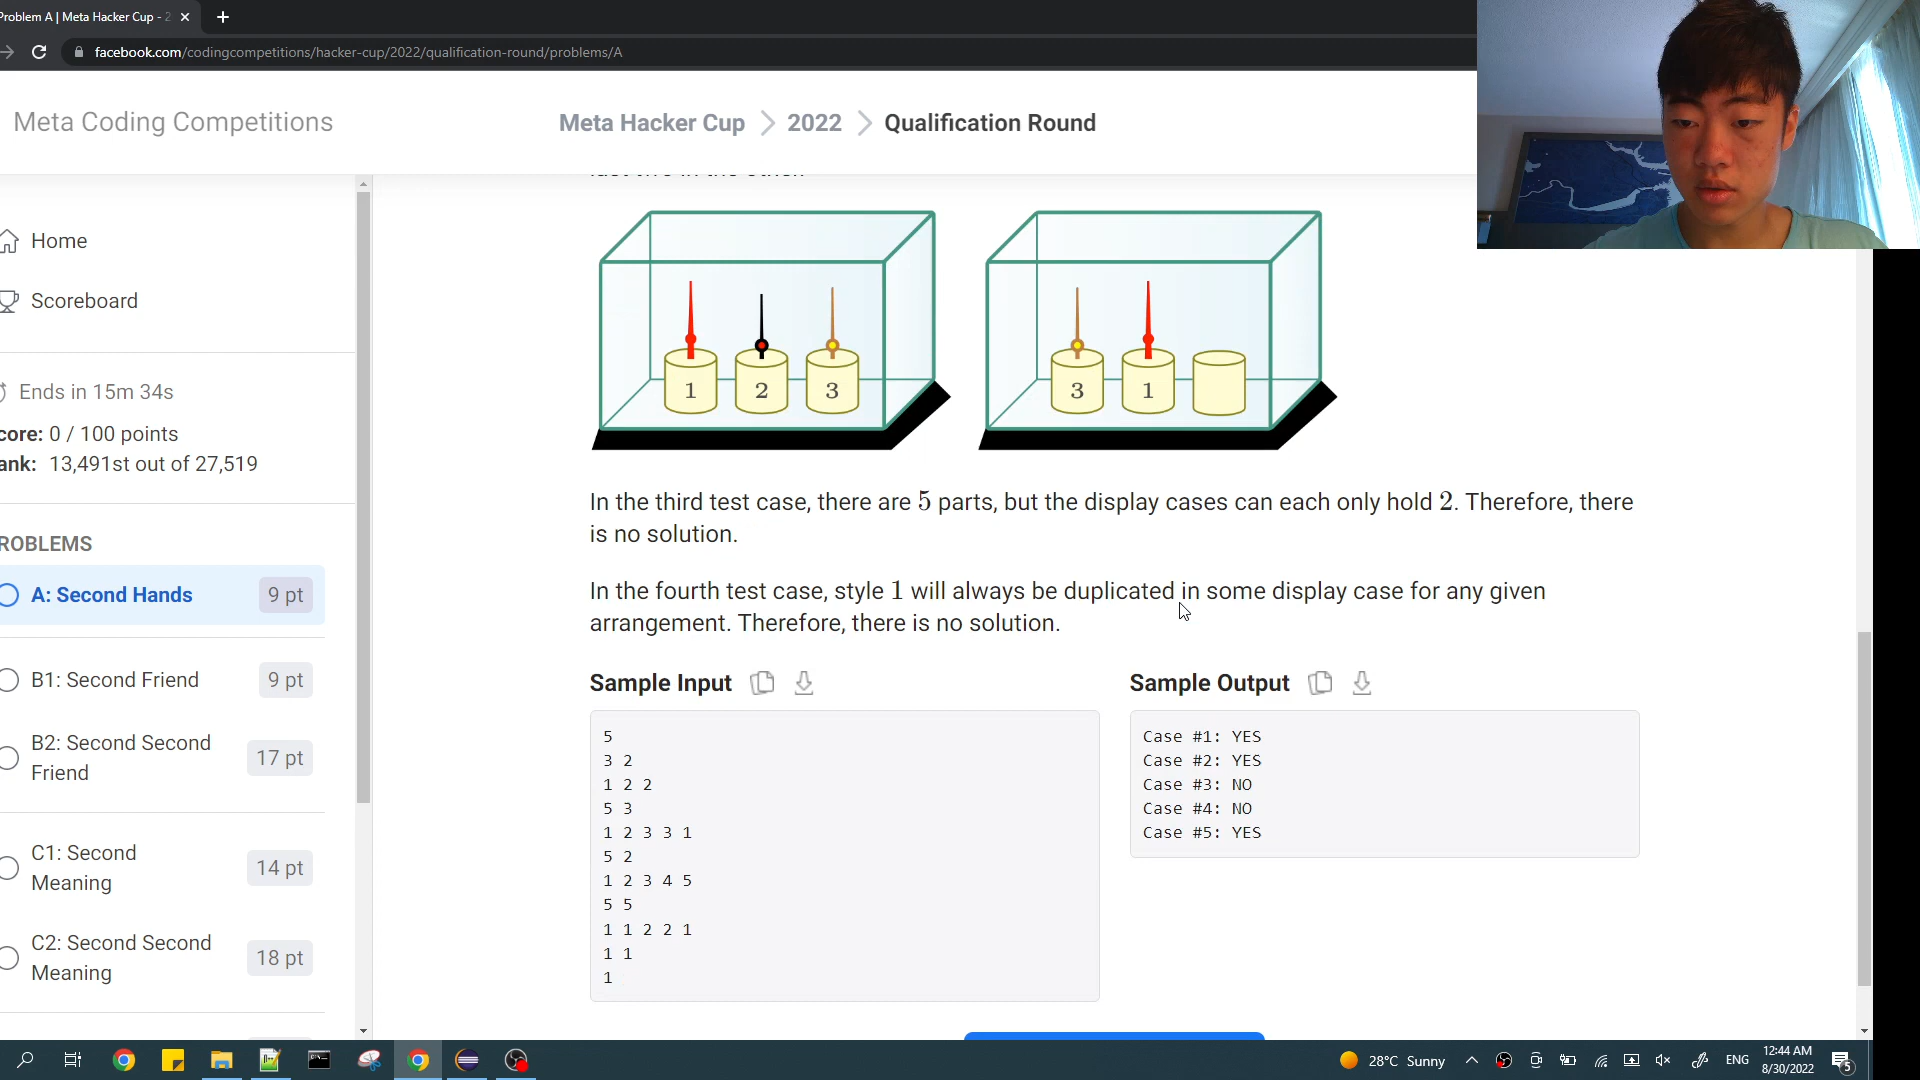 Problem A | Meta Hacker Cup - 2
facebook.com/codingcompetitions/hacker-cup/2022/qualification-round/problems/A
Meta Coding Competitions
Meta Hacker Cup
2022
Qualification Round
Home
Scoreboard
Ends in 15m 34s
core: 0 / 100 points
ank: 13,491st out of 27,519
ROBLEMS
A: Second Hands 9 pt
B1: Second Friend 9 pt
B2: Second Second
Friend
17 pt
C1: Second
Meaning
14 pt
C2: Second Second
Meaning
18 pt
1 2 3
3 1
In the third test case, there are 5 parts, but the display cases can each only hold 2. Therefore, there
is no solution.
In the fourth test case, style 1 will always be duplicated in some display case for any given
arrangement. Therefore, there is no solution.
Sample Input
5
3 2
1 2 2
5 3
1 2 3 3 1
5 2
1 2 3 4 5
5 5
1 1 2 2 1
1 1
1
Sample Output
Case #1: YES
Case #2: YES
Case #3: NO
Case #4: NO
Case #5: YES
28°C Sunny
ENG
12:44 AM
8/30/2022
5